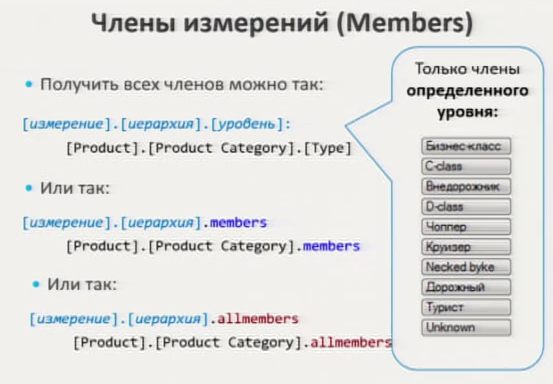 Члены измерений (Members)
• Получить всех членов можно так:
[измерение].[иерархия].[уровень]:
[Product].[Product Category].[Type]
• Или так:
[измерение].[иерархия].members
[Product].[Product Category].members
• Или так:
[измерение].[иерархия].allmembers
[Product].[Product Category].allmembers
Только члены
определенного
уровня:
Бизнес-класс
C-class
Внедорожник
D-class
Чоппер
Круизер
Necked byke
Дорожный
Турист
Unknown